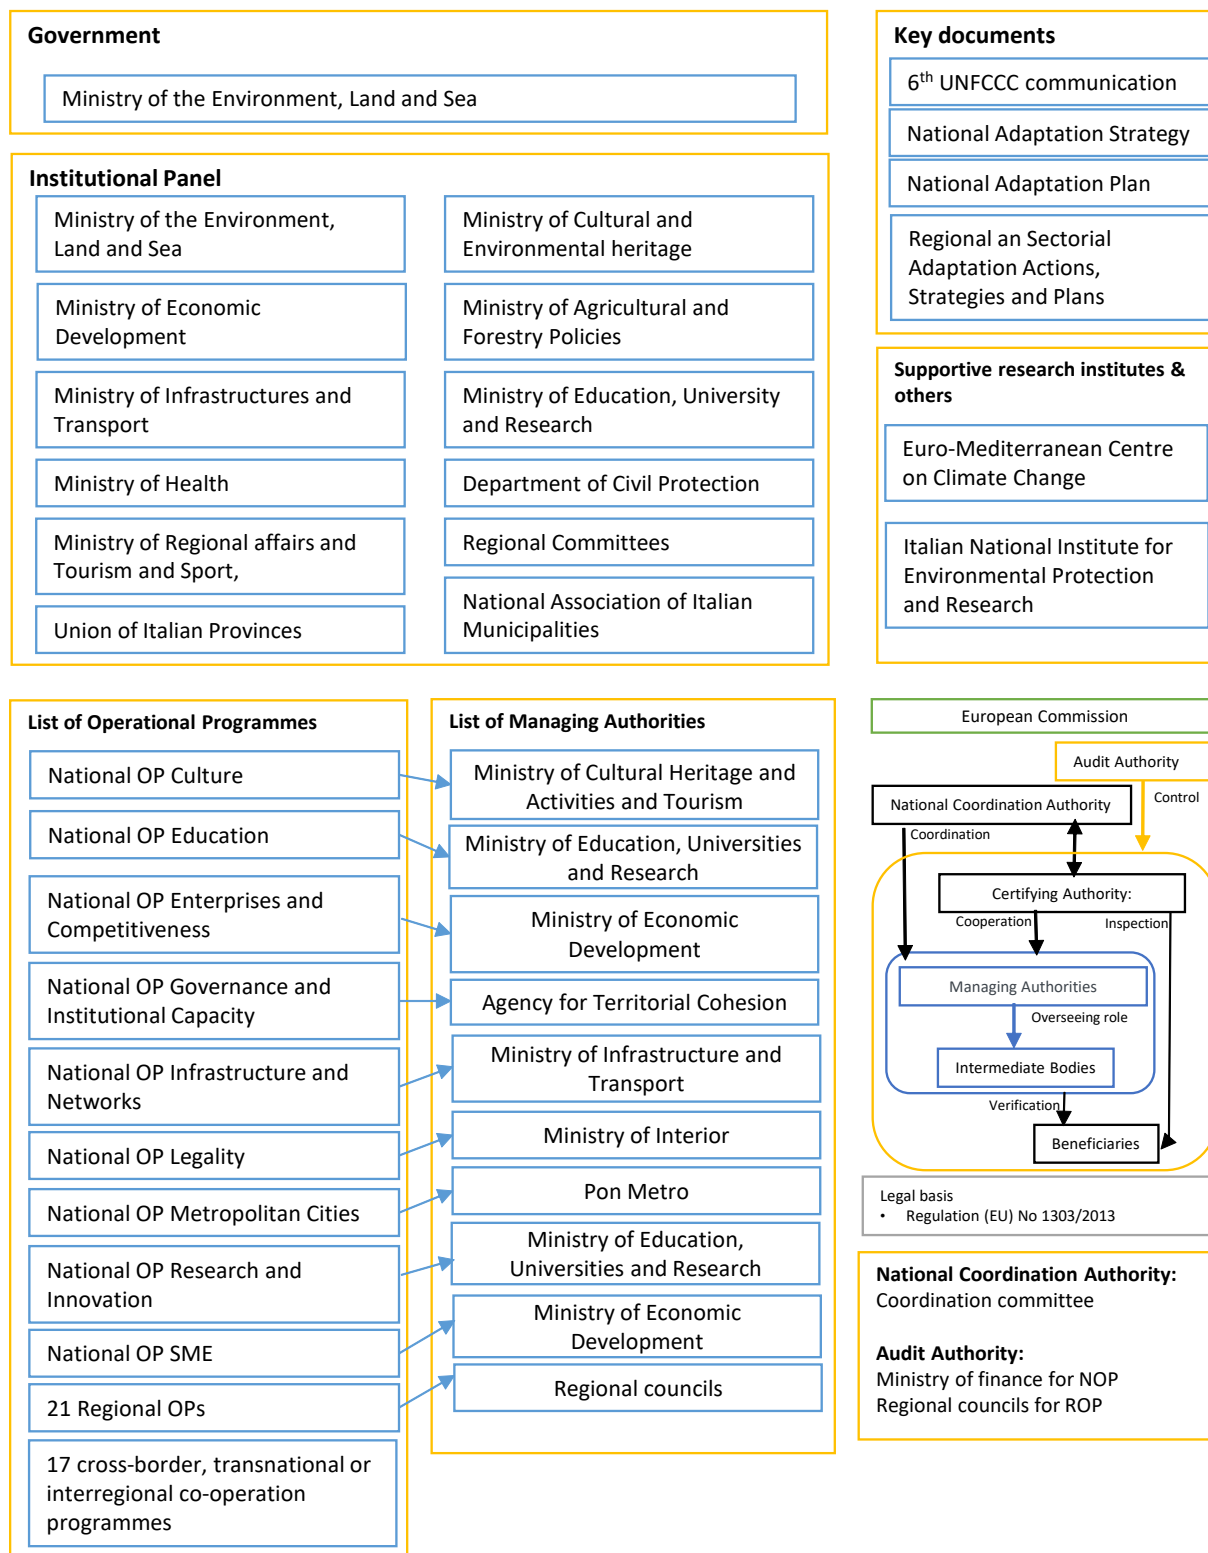 Government
Ministry of the Environment, Land and Sea
Institutional Panel
Ministry of the Environment,
Land and Sea
Ministry of Cultural and
Environmental heritage
Ministry of Economic
Development
Ministry of Agricultural and
Forestry Policies
Ministry of Infrastructures and
Transport
Ministry of Education, University
and Research
Ministry of Health
Department of Civil Protection
Ministry of Regional affairs and
Tourism and Sport,
Regional Committees
Union of Italian Provinces
National Association of Italian
Municipalities
Key documents
6th UNFCCC communication
National Adaptation Strategy
National Adaptation Plan
Regional an Sectorial
Adaptation Actions,
Strategies and Plans
Supportive research institutes &
others
Euro-Mediterranean Centre
on Climate Change
Italian National Institute for
Environmental Protection
and Research
List of Operational Programmes
National OP Culture
National OP Education
National OP Enterprises and
Competitiveness
National OP Governance and
Institutional Capacity
National OP Infrastructure and
Networks
National OP Legality
National OP Metropolitan Cities
National OP Research and
Innovation
National OP SME
21 Regional OPs
17 cross-border, transnational or
interregional co-operation
programmes
List of Managing Authorities
Ministry of Cultural Heritage and
Activities and Tourism
Ministry of Education, Universities
and Research
Ministry of Economic
Development
Agency for Territorial Cohesion
Ministry of Infrastructure and
Transport
Ministry of Interior
Pon Metro
Ministry of Education,
Universities and Research
Ministry of Economic
Development
Regional councils
European Commission
Audit Authority
Control
National Coordination Authority
Coordination
Certifying Authority:
Cooperation
Inspection
Managing Authorities
Overseeing role
Intermediate Bodies
Verification
Beneficiaries
Legal basis
• Regulation (EU) No 1303/2013
National Coordination Authority:
Coordination committee
Audit Authority:
Ministry of finance for NOP
Regional councils for ROP